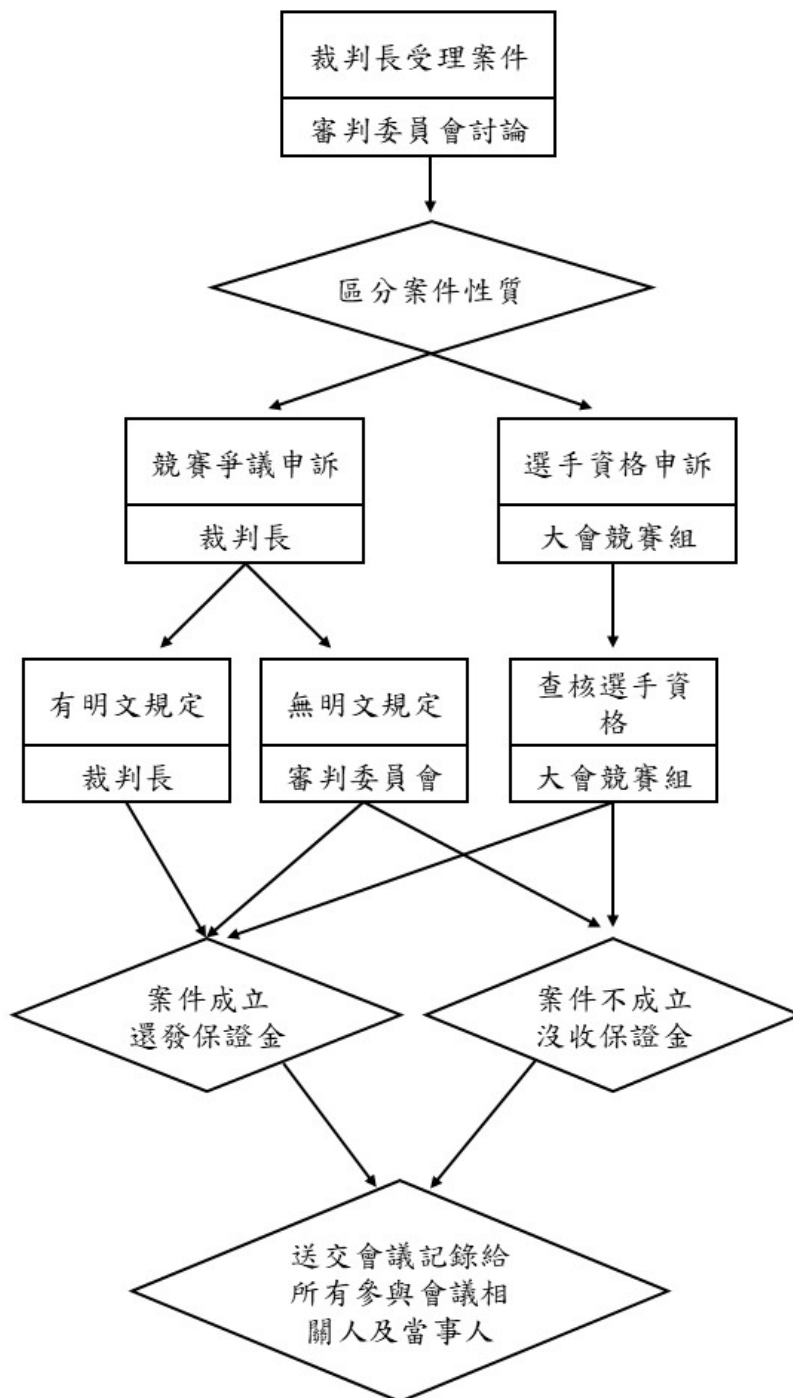 裁判長受理案件
審判委員會討論
區分案件性質
競賽爭議申訴
裁判長
選手資格申訴
大會競賽組
有明文規定
裁判長
無明文規定
審判委員會
查核選手資
格
大會競賽組
案件成立
還發保證金
案件不成立
沒收保證金
送交會議記錄給
所有參與會議相
關人及當事人